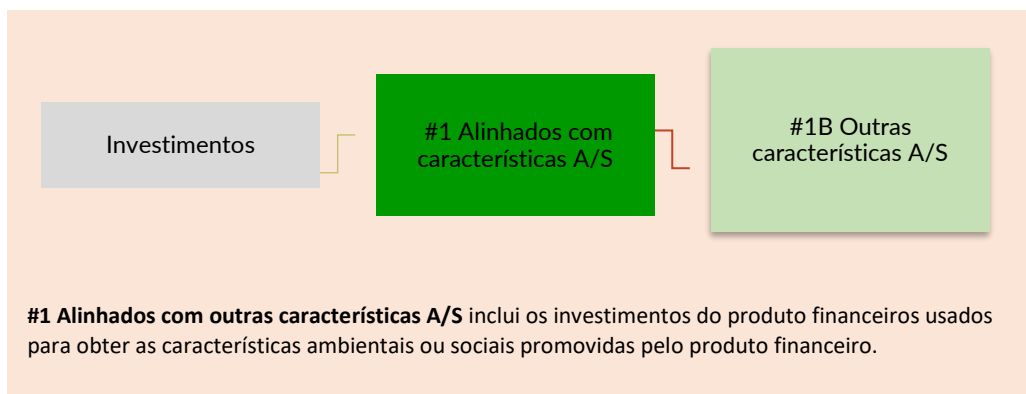 Investimentos
#1 Alinhados com
características A/S
#1B Outras
características A/S
#1 Alinhados com outras características A/S inclui os investimentos do produto financeiros usados
para obter as características ambientais ou sociais promovidas pelo produto financeiro.